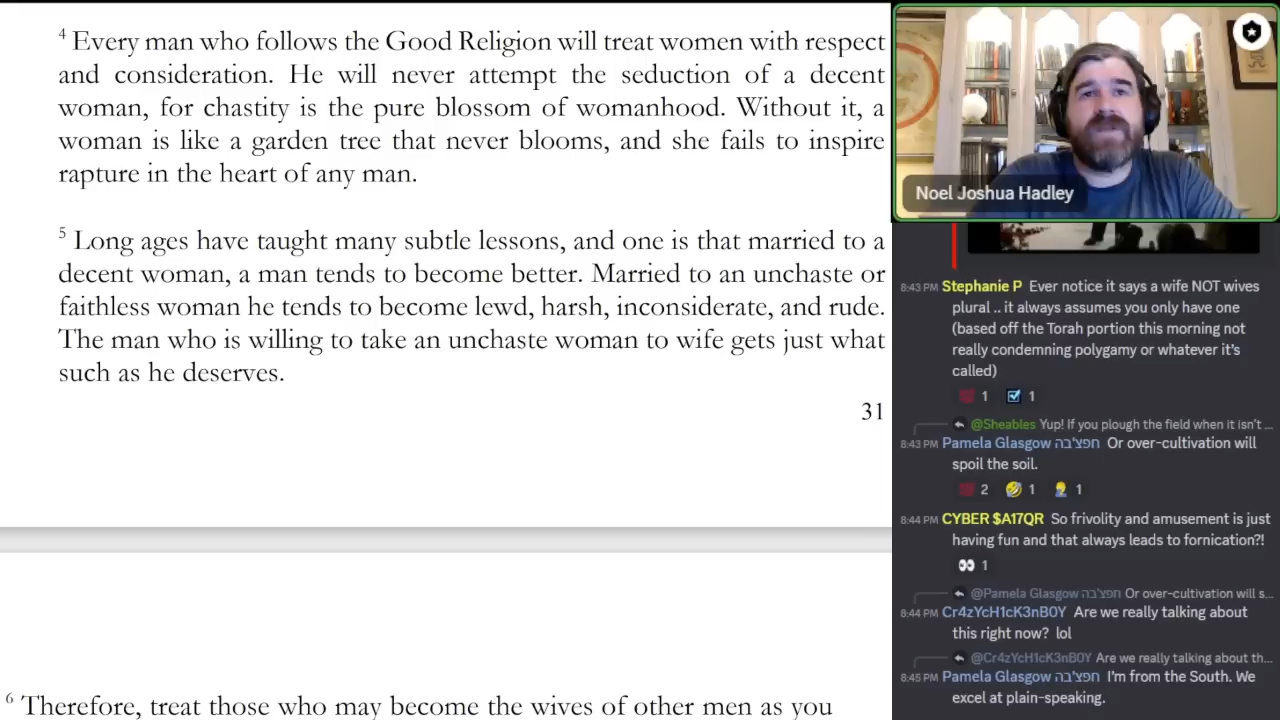 ⁴ Every man who follows the Good Religion will treat women with respect
and consideration. He will never attempt the seduction of a decent
woman, for chastity is the pure blossom of womanhood. Without it, a
woman is like a garden tree that never blooms, and she fails to inspire
rapture in the heart of any man.
⁵ Long ages have taught many subtle lessons, and one is that married to a
decent woman, a man tends to become better. Married to an unchaste or
faithless woman he tends to become lewd, harsh, inconsiderate, and rude.
The man who is willing to take an unchaste woman to wife gets just what
such as he deserves.
31
⁶ Therefore, treat those who may become the wives of other men as you
Noel Joshua Hadley
8:43 PM Stephanie P Ever notice it says a wife NOT wives
plural .. it always assumes you only have one
(based off the Torah portion this morning not
really condemning polygamy or whatever it's
called)
1 1
@Sheables Yup! If you plough the field when it isn't ...
8:43 PM Pamela Glasgow חפצ'בה Or over-cultivation will
spoil the soil.
2 1 1
8:44 PM CYBER $A17QR So frivolity and amusement is just
having fun and that always leads to fornication?!
1
@Pamela Glasgow חפצ'בה Or over-cultivation will s...
8:44 PM Cr4zYcH1cK3nB0Y Are we really talking about
this right now? lol
@Cr4zYcH1cK3nB0Y Are we really talking about th...
8:45 PM Pamela Glasgow חפצ'בה I'm from the South. We
excel at plain-speaking.